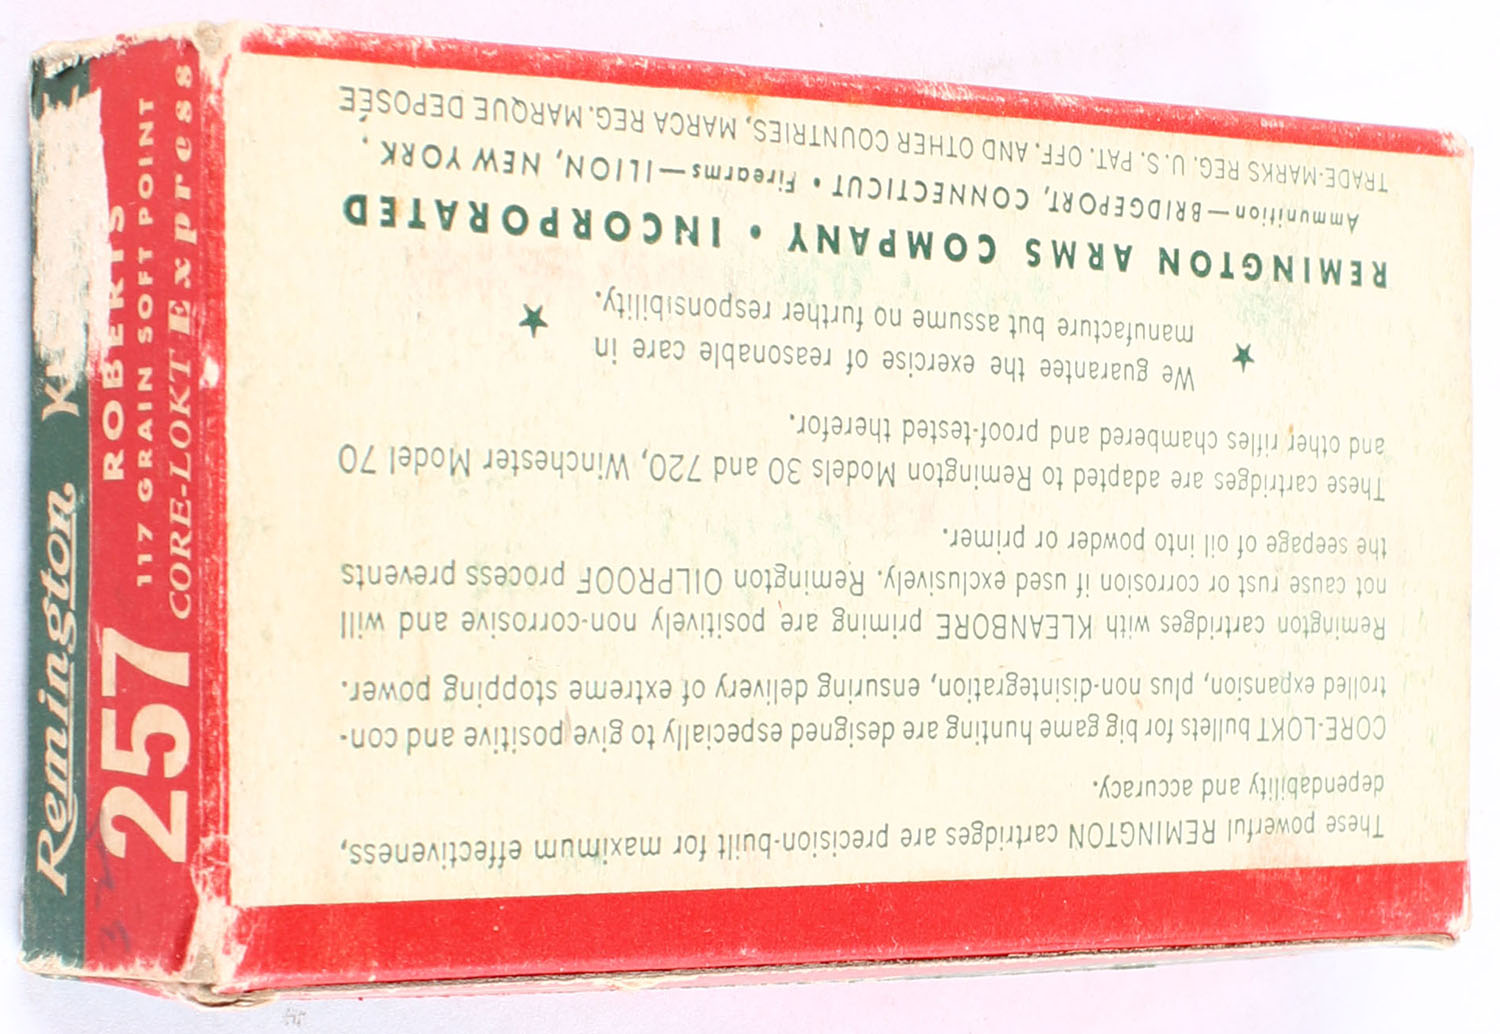 Remington
257
ROBERTS
117 GRAIN SOFT POINT
CORE-LOKT Express
These powerful REMINGTON cartridges are precision-built for maximum effectiveness,
dependability and accuracy.
CORE-LOKT bullets for big game hunting are designed especially to give positive and con-
trolled expansion, plus non-disintegration, ensuring delivery of extreme stopping power.
Remington cartridges with KLEANBORE priming are positively non-corrosive and will
not cause rust or corrosion if used exclusively. Remington OILPROOF process prevents
the seepage of oil into powder or primer.
These cartridges are adapted to Remington Models 30 and 720, Winchester Model 70
and other rifles chambered and proof-tested therefor.
We guarantee the exercise of reasonable care in
manufacture but assume no further responsibility.
REMINGTON ARMS COMPANY • INCORPORATED
Ammunition—BRIDGEPORT, CONNECTICUT • Firearms—ILION, NEW YORK.
TRADE-MARKS REG. U. S. PAT. OFF. AND OTHER COUNTRIES, MARCA REG. MARQUE DEPOSÉE